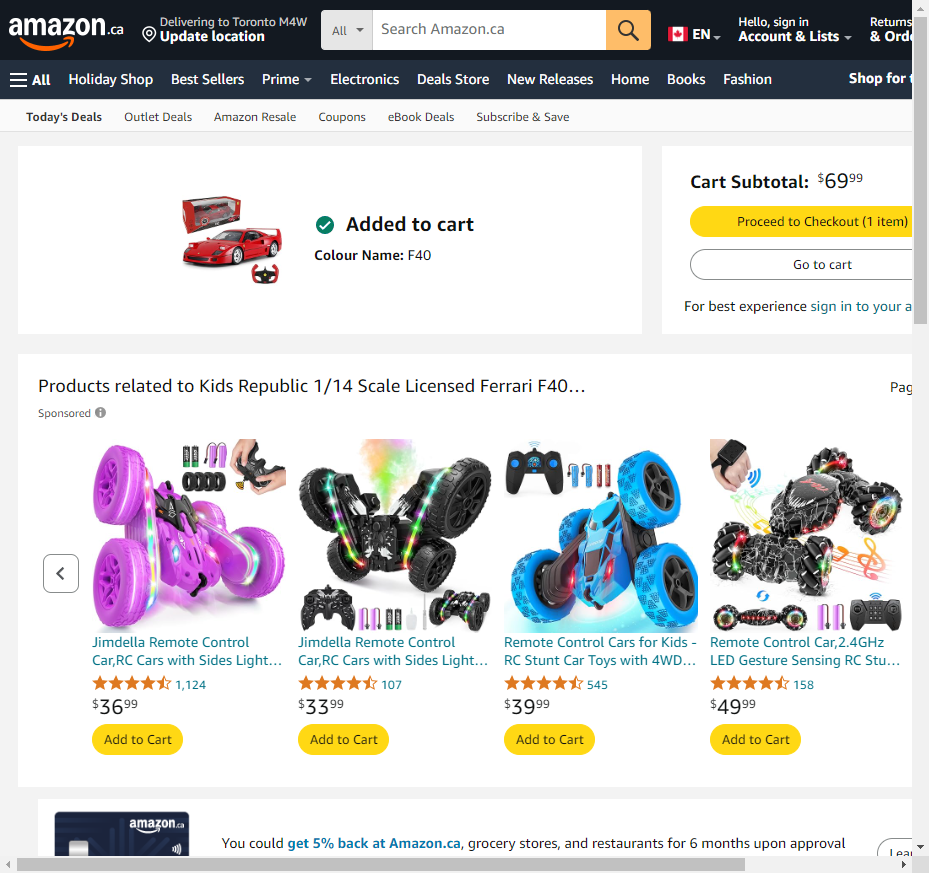 amazon.ca
Delivering to Toronto M4W
Update location
All
Search Amazon.ca
EN
Hello, sign in
Account & Lists
Returns
All
Holiday Shop
Best Sellers
Prime
Electronics
Deals Store
New Releases
Home
Books
Fashion
Shop for
Today's Deals
Outlet Deals
Amazon Resale
Coupons
eBook Deals
Subscribe & Save
Added to cart
Colour Name: F40
Cart Subtotal: $69.99
Proceed to Checkout (1 item)
Go to cart
For best experience sign in to your
Products related to Kids Republic 1/14 Scale Licensed Ferrari F40…
Sponsored
Jimdella Remote Control
Car,RC Cars with Sides Light…
1,124
$36.99
Add to Cart
Jimdella Remote Control
Car,RC Cars with Sides Light…
107
$33.99
Add to Cart
Remote Control Cars for Kids -
RC Stunt Car Toys with 4WD…
545
$39.99
Add to Cart
Remote Control Car,2.4GHz
LED Gesture Sensing RC Stu…
158
$49.99
Add to Cart
amazon.ca
You could get 5% back at Amazon.ca, grocery stores, and restaurants for 6 months upon approval